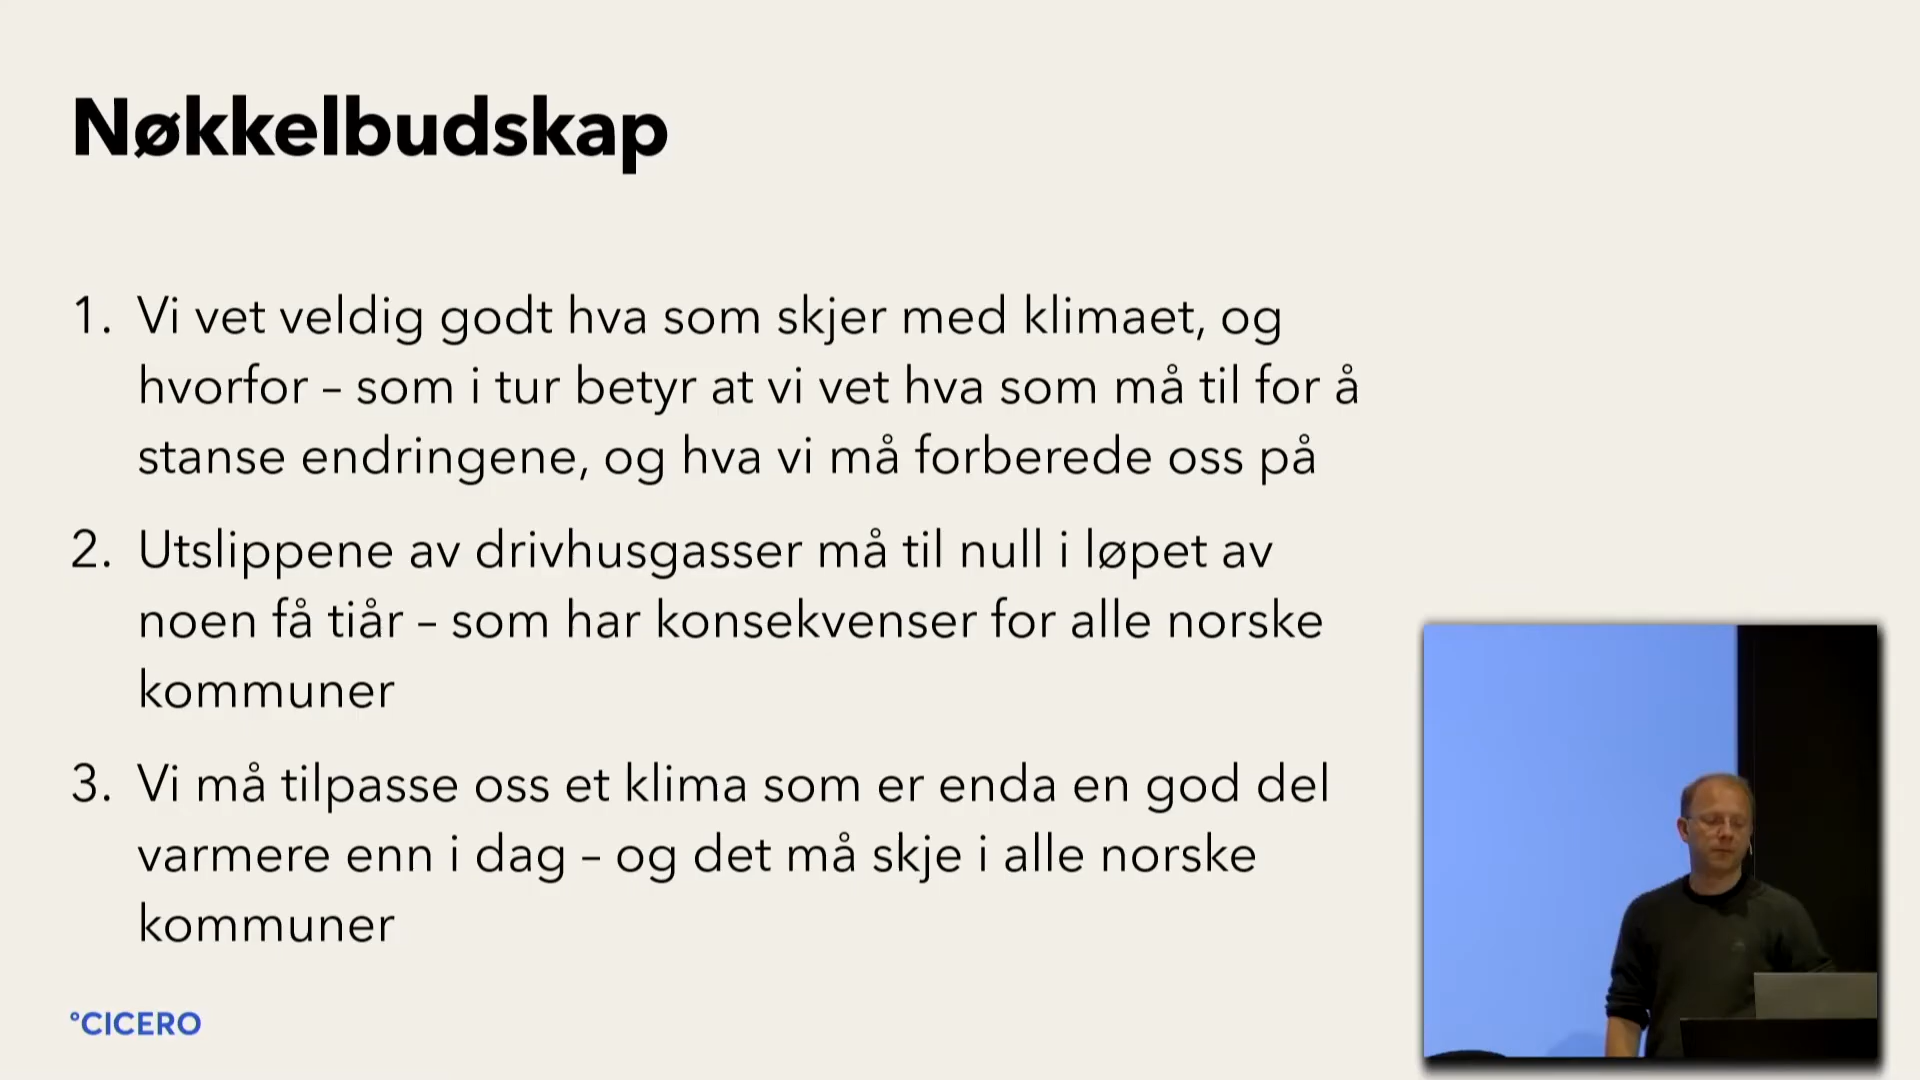 Nøkkelbudskap
1. Vi vet veldig godt hva som skjer med klimaet, og
hvorfor – som i tur betyr at vi vet hva som må til for å
stanse endringene, og hva vi må forberede oss på
2. Utslippene av drivhusgasser må til null i løpet av
noen få tiår – som har konsekvenser for alle norske
kommuner
3. Vi må tilpasse oss et klima som er enda en god del
varmere enn i dag – og det må skje i alle norske
kommuner
°CICERO